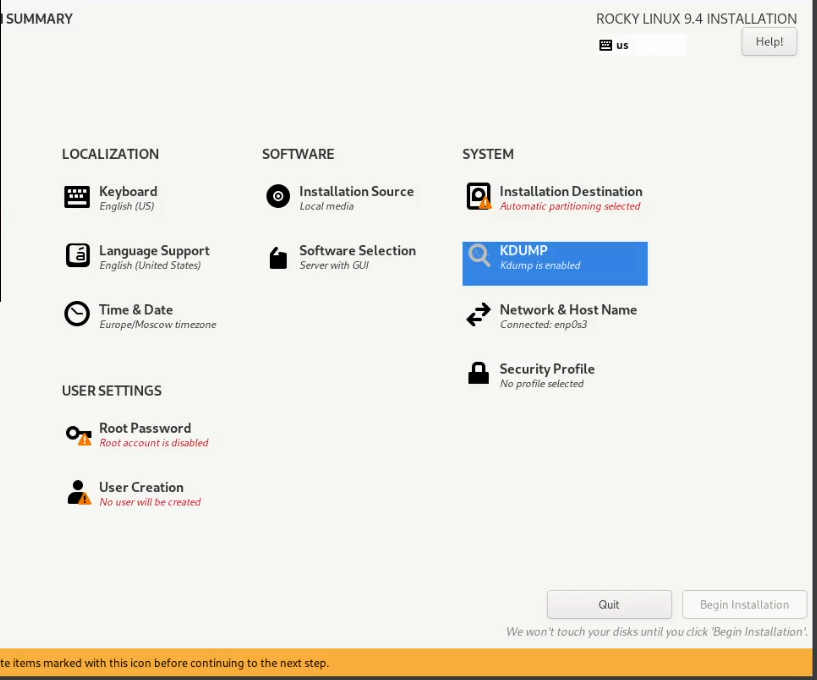 SUMMARY
ROCKY LINUX 9.4 INSTALLATION
us
Help!
LOCALIZATION
Keyboard
English (US)
Language Support
English (United States)
Time & Date
Europe/Moscow timezone
SOFTWARE
Installation Source
Local media
Software Selection
Server with GUI
SYSTEM
Installation Destination
Automatic partitioning selected
KDUMP
Kdump is enabled
Network & Host Name
Connected: enp0s3
Security Profile
No profile selected
USER SETTINGS
Root Password
Root account is disabled
User Creation
No user will be created
Quit
Begin Installation
We won't touch your disks until you click 'Begin Installation'.
te items marked with this icon before continuing to the next step.